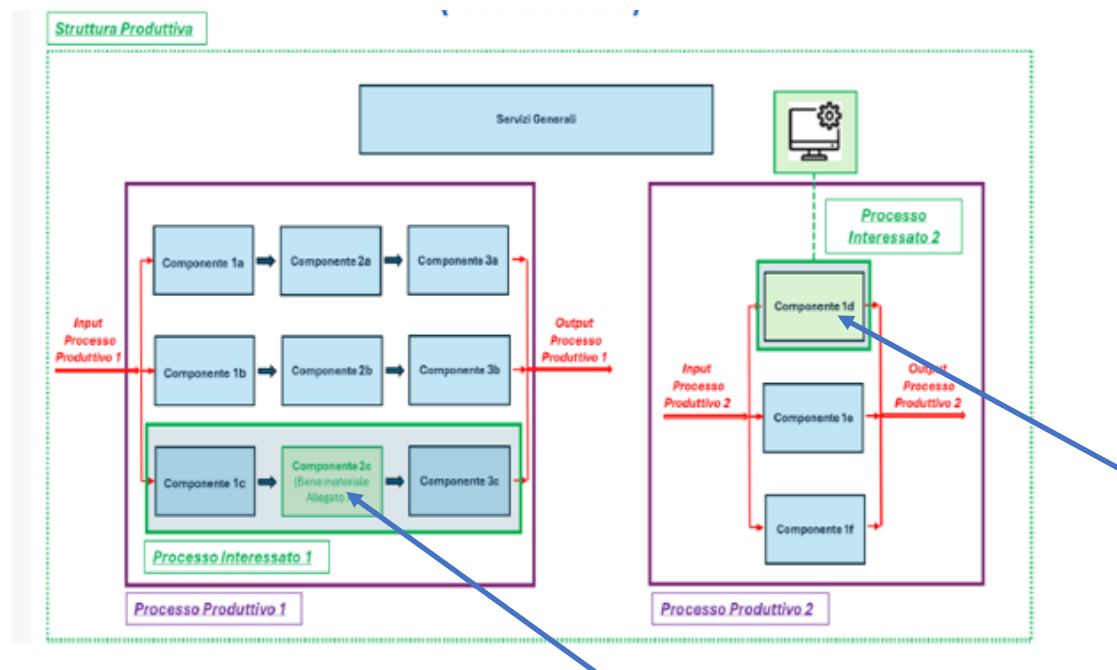 Struttura Produttiva
Servizi Generali
Processo
Interessato 2
Componente 1a
Componente 2a
Componente 3a
Componente 1d
Input
Processo
Produttivo 1
Output
Processo
Produttivo 1
Componente 1b
Componente 2b
Componente 3b
Input
Processo
Produttivo 2
Output
Processo
Produttivo 2
Componente 1e
Componente 1c
Componente 2c
(Bene materiale
Allegato
Componente 3c
Componente 1f
Processo Interessato 1
Processo Produttivo 1
Processo Produttivo 2